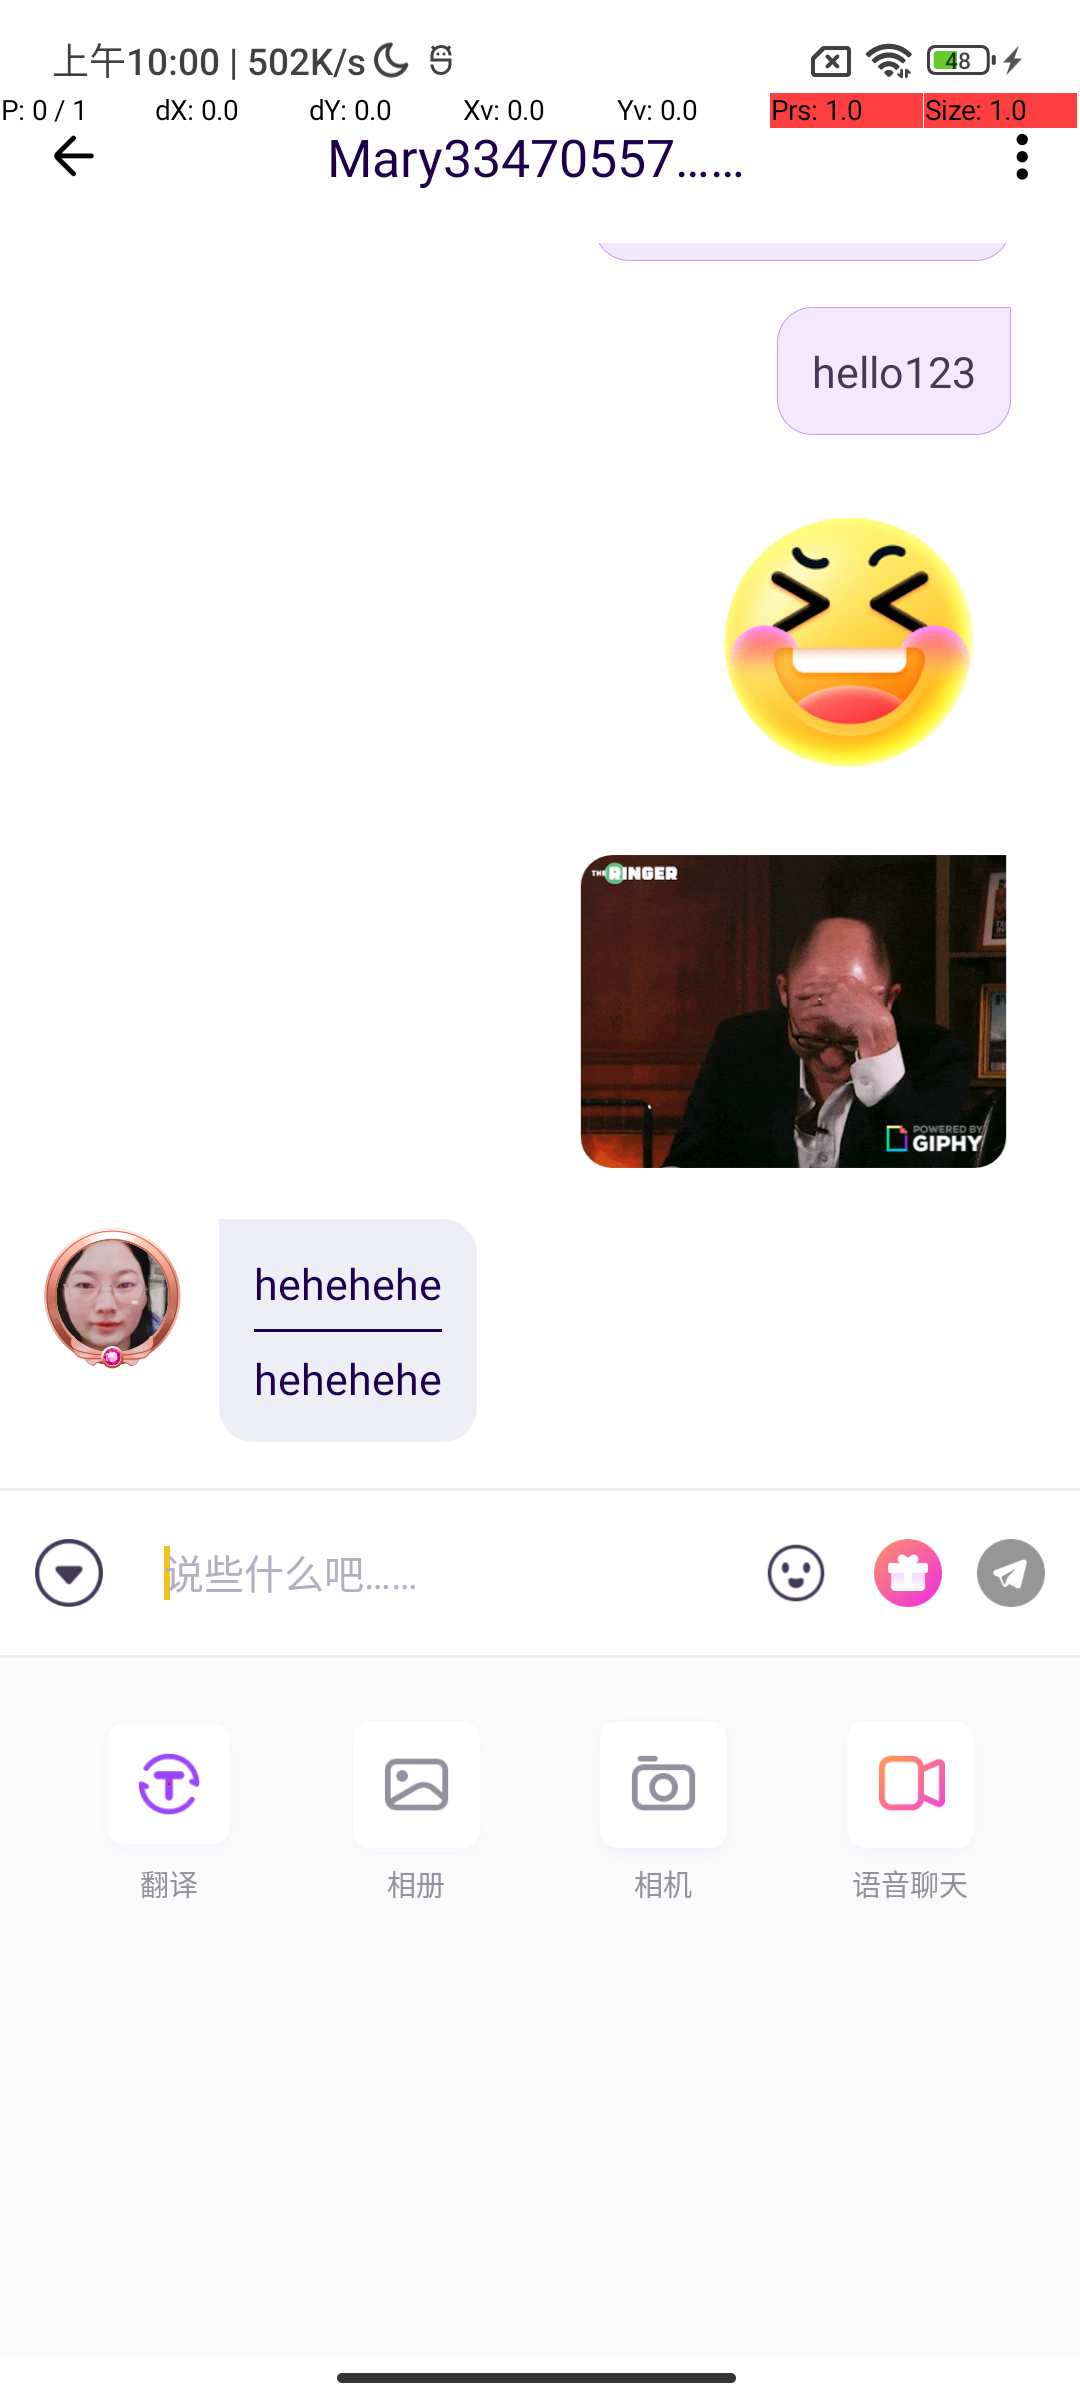 上午10:00 | 502K/s
48
P: 0 / 1 dX: 0.0 dY: 0.0 Xv: 0.0 Yv: 0.0 Prs: 1.0 Size: 1.0
Mary33470557……
hello123
THE RINGER
POWERED BY
GIPHY
hehehehe
hehehehe
说些什么吧……
翻译 相册 相机 语音聊天